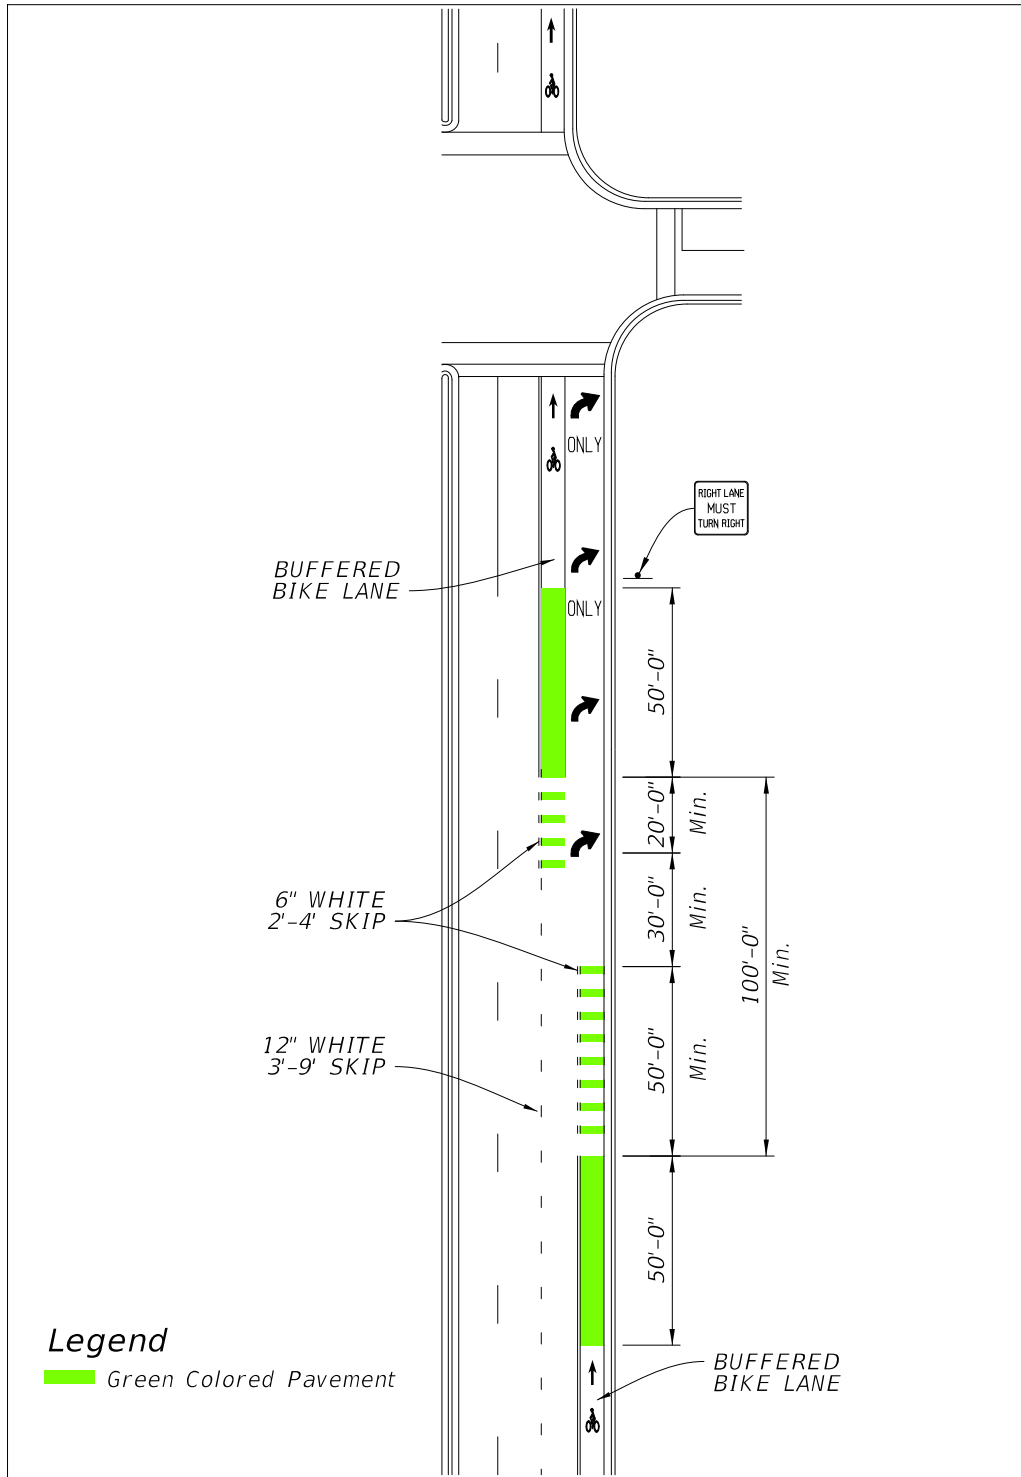 ONLY
RIGHT LANE
MUST
TURN RIGHT
BUFFERED
BIKE LANE
ONLY
50'-0"
20'-0"
Min.
6" WHITE
2'-4' SKIP
30'-0"
Min.
100'-0"
Min.
12" WHITE
3'-9' SKIP
50'-0"
Min.
50'-0"
Legend
Green Colored Pavement
BUFFERED
BIKE LANE